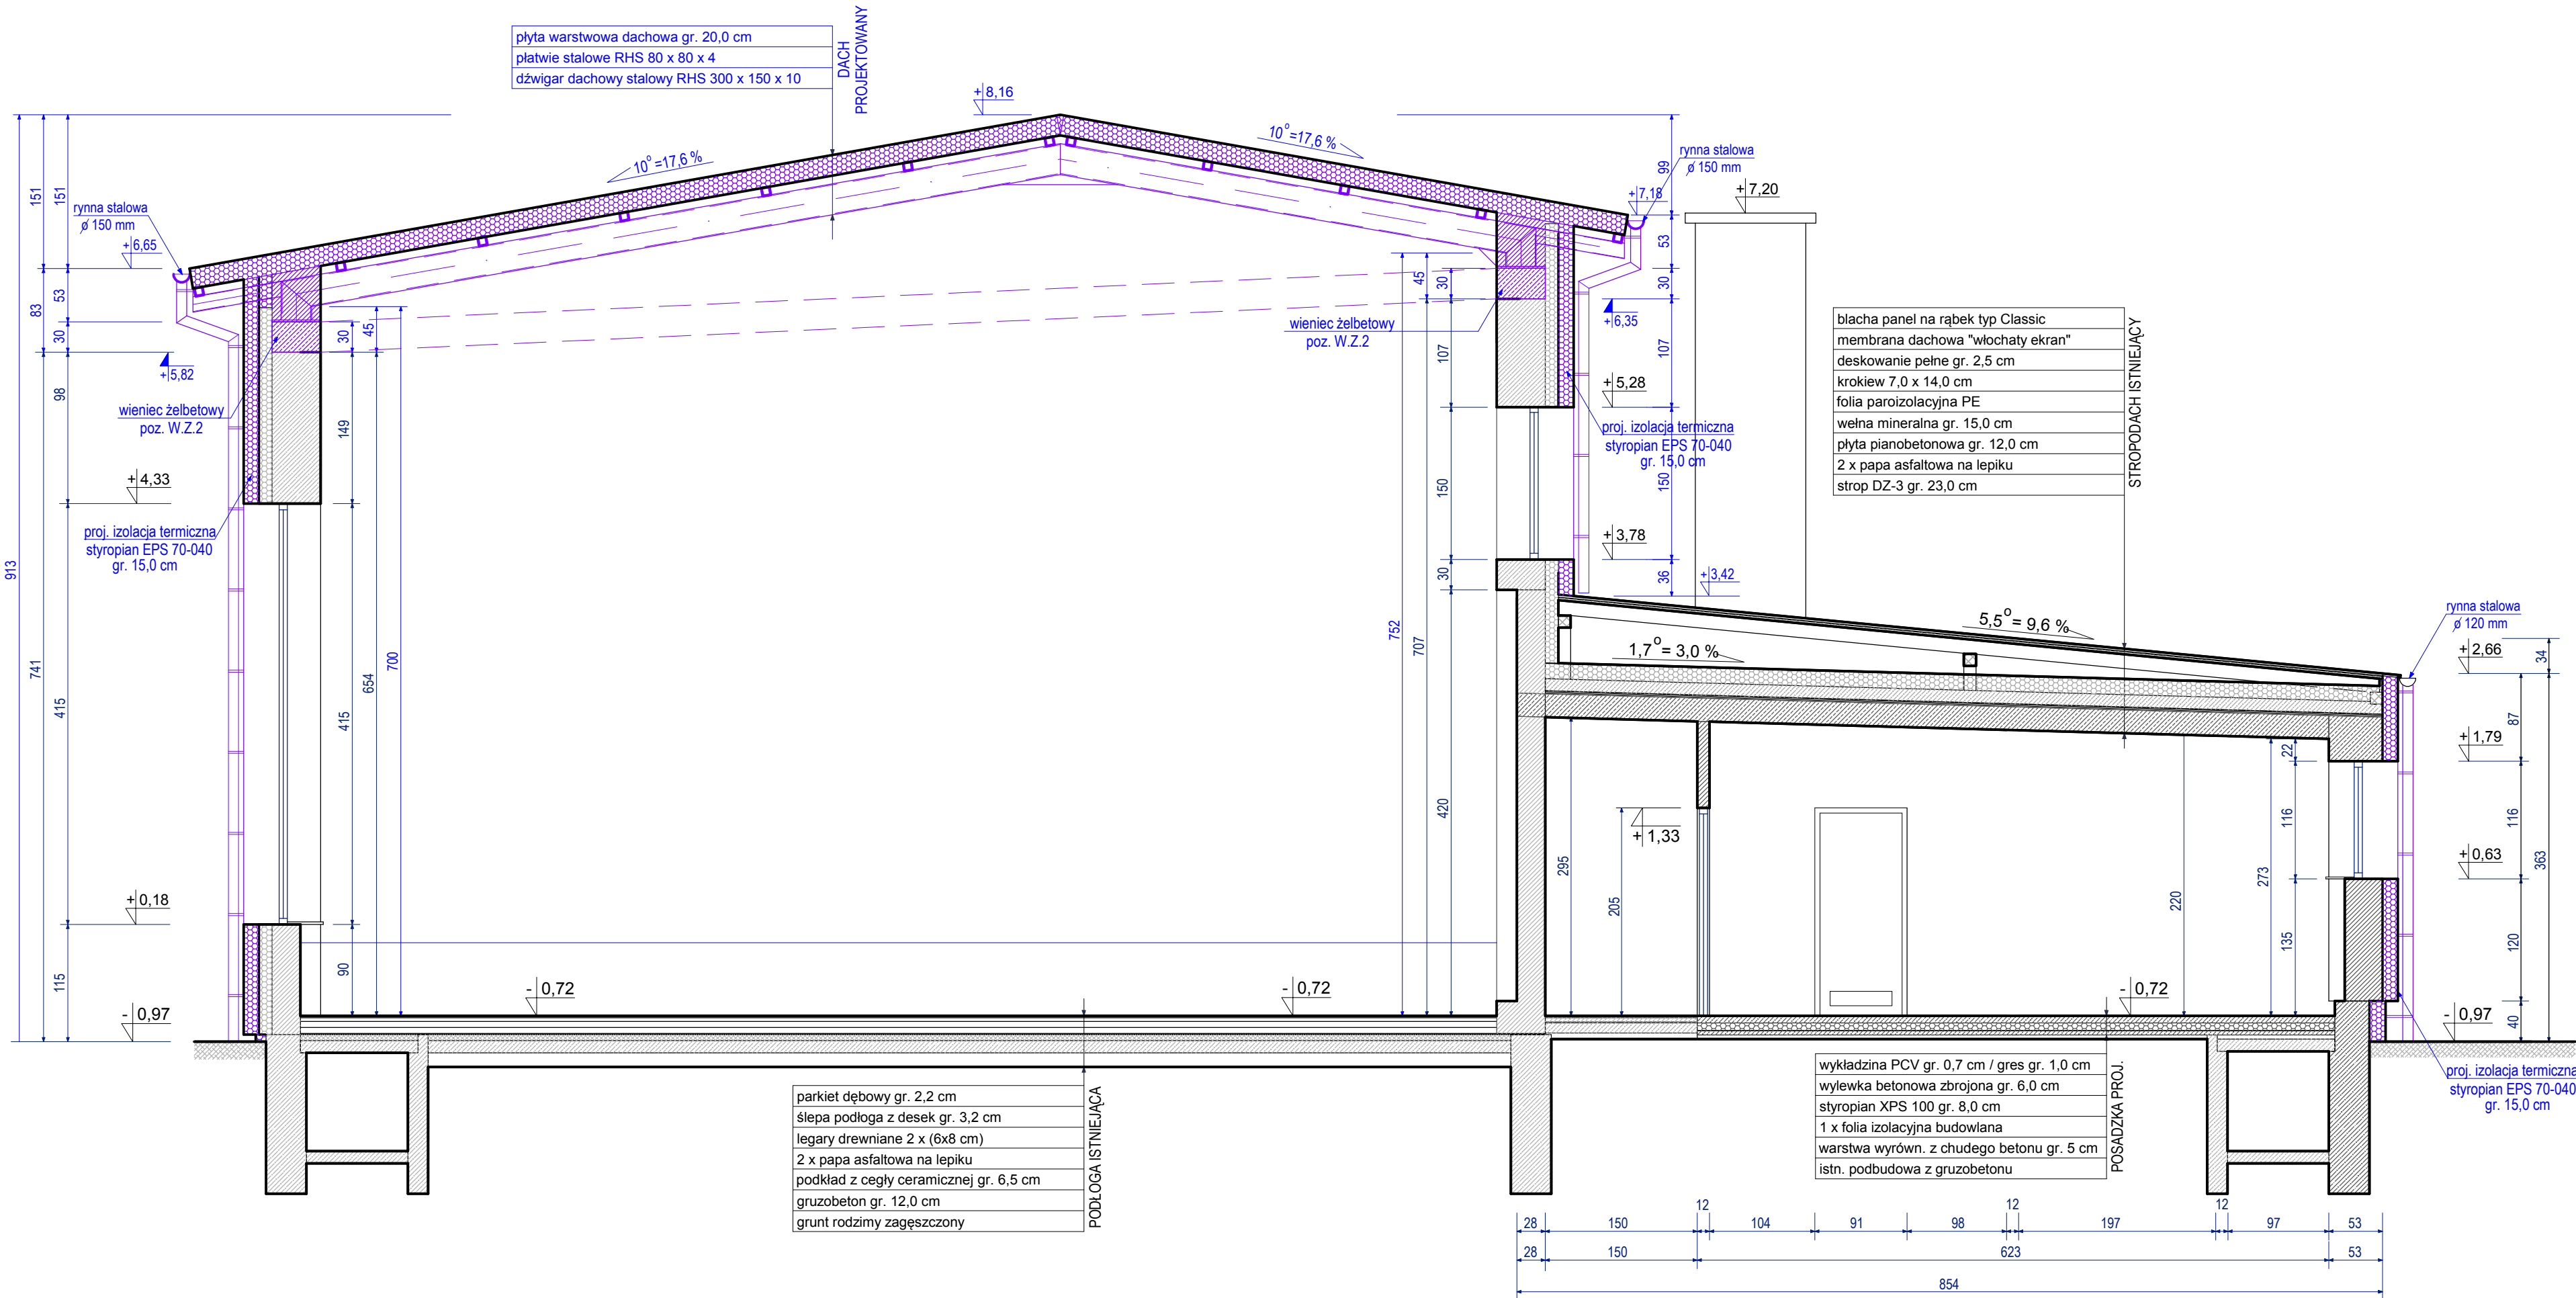 płyta warstwowa dachowa gr. 20,0 cm
płatwie stalowe RHS 80 x 80 x 4
dźwigar dachowy stalowy RHS 300 x 150 x 10
DACH
PROJEKTOWANY
+8,16
10°=17,6 %
10°=17,6 %
rynna stalowa
ø 150 mm
+6,65
rynna stalowa
ø 150 mm
+7,18
+7,20
913
151
83
741
151
53
30
98
415
115
+5,82
wieniec żelbetowy
poz. W.Z.2
+4,33
proj. izolacja termiczna
styropian EPS 70-040
gr. 15,0 cm
+0,18
- 0,97
30
149
415
90
45
654
700
- 0,72
- 0,72
wieniec żelbetowy
poz. W.Z.2
752
45
707
30
107
150
30
420
99
53
30
107
150
36
+6,35
+5,28
proj. izolacja termiczna
styropian EPS 70-040
gr. 15,0 cm
+3,78
+3,42
blacha panel na rąbek typ Classic
membrana dachowa "włochaty ekran"
deskowanie pełne gr. 2,5 cm
krokiew 7,0 x 14,0 cm
folia paroizolacyjna PE
wełna mineralna gr. 15,0 cm
płyta pianobetonowa gr. 12,0 cm
2 x papa asfaltowa na lepiku
strop DZ-3 gr. 23,0 cm
STROPODACH ISTNIEJĄCY
5,5°= 9,6 %
1,7°= 3,0 %
rynna stalowa
ø 120 mm
+2,66
+1,79
+0,63
- 0,97
34
87
116
120
40
363
295
205
+1,33
220
273
22
116
135
- 0,72
proj. izolacja termiczna
styropian EPS 70-040
gr. 15,0 cm
parkiet dębowy gr. 2,2 cm
ślepa podłoga z desek gr. 3,2 cm
legary drewniane 2 x (6x8 cm)
2 x papa asfaltowa na lepiku
podkład z cegły ceramicznej gr. 6,5 cm
gruzobeton gr. 12,0 cm
grunt rodzimy zagęszczony
PODŁOGA ISTNIEJĄCA
wykładzina PCV gr. 0,7 cm / gres gr. 1,0 cm
wylewka betonowa zbrojona gr. 6,0 cm
styropian XPS 100 gr. 8,0 cm
1 x folia izolacyjna budowlana
warstwa wyrówn. z chudego betonu gr. 5 cm
istn. podbudowa z gruzobetonu
POSADZKA PROJ.
28 150 12 104 91 98 12 197 12 97 53
28 150 623 53
854